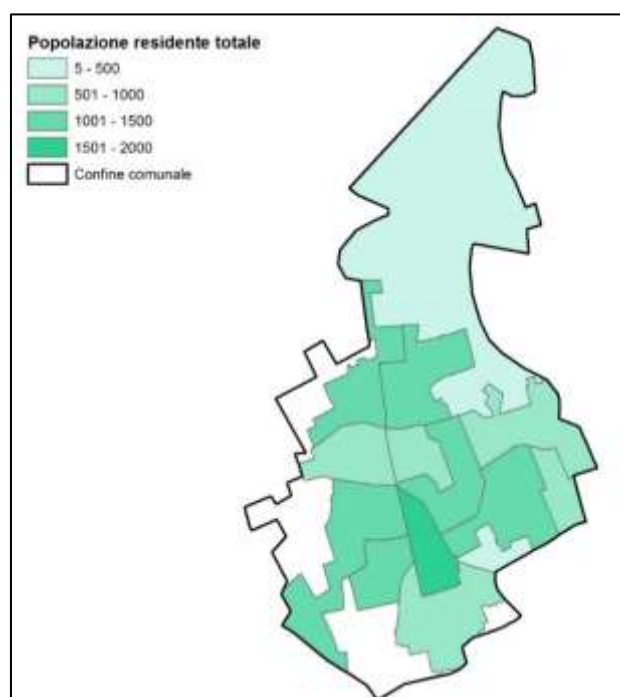 Popolazione residente totale
5 - 500
501 - 1000
1001 - 1500
1501 - 2000
Confine comunale